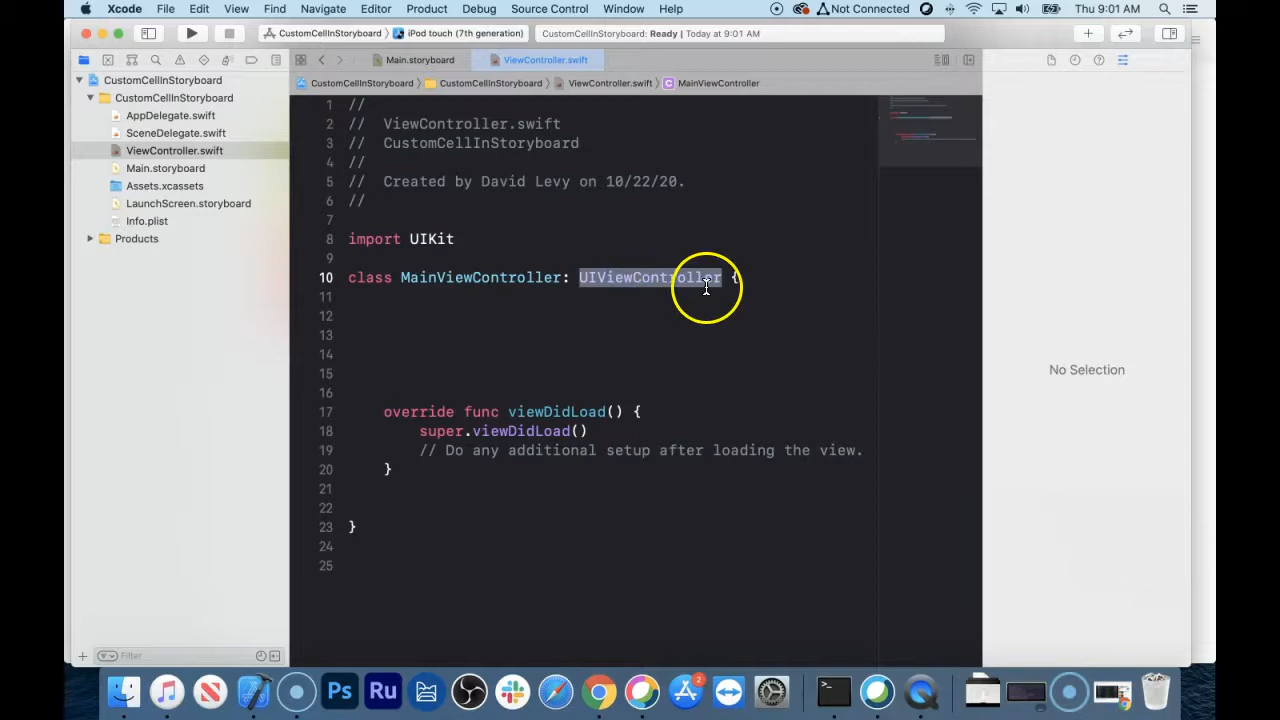 Xcode File Edit View Find Navigate Editor Product Debug Source Control Window Help Not Connected Thu 9:01 AM
CustomCellInStoryboard iPod touch (7th generation) CustomCellInStoryboard: Ready | Today at 9:01 AM
Main.storyboard ViewController.swift
CustomCellInStoryboard CustomCellInStoryboard ViewController.swift MainViewController
CustomCellInStoryboard
CustomCellInStoryboard
AppDelegate.swift
SceneDelegate.swift
ViewController.swift
Main.storyboard
Assets.xcassets
LaunchScreen.storyboard
Info.plist
Products
Filter
1 //
2 // ViewController.swift
3 // CustomCellInStoryboard
4 //
5 // Created by David Levy on 10/22/20.
6 //
7
8 import UIKit
9
10 class MainViewController: UIViewController {
11
12
13
14
15
16
17 override func viewDidLoad() {
18 super.viewDidLoad()
19 // Do any additional setup after loading the view.
20 }
21
22
23 }
24
25
No Selection
Ps Ru 2